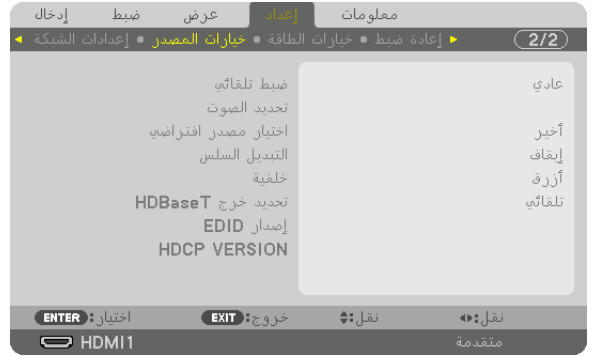 إدخال ضبط عرض إعداد معلومات
◄ إعدادات الشبكة ● خيارات المصدر ● خيارات الطاقة ● إعادة ضبط ► 2/2
ضبط تلقائي عادي
تحديد الصوت
اختيار مصدر افتراضي أخير
التبديل السلس إيقاف
خلفية أزرق
تحديد خرج HDBaseT تلقائي
إصدار EDID
HDCP VERSION
ENTER :اختيار EXIT :خروج نقل: نقل:
HDMI1 متقدمة